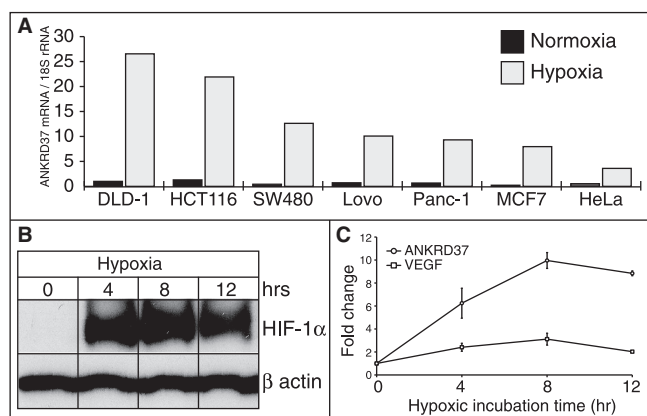 A
ANKRD37 mRNA / 18S rRNA
30
25
20
15
10
5
0
Normoxia
Hypoxia
DLD-1 HCT116 SW480 Lovo Panc-1 MCF7 HeLa
B
Hypoxia
0 4 8 12 hrs
HIF-1α
β actin
C
Fold change
12
10
8
6
4
2
0
ANKRD37
VEGF
0 4 8 12
Hypoxic incubation time (hr)